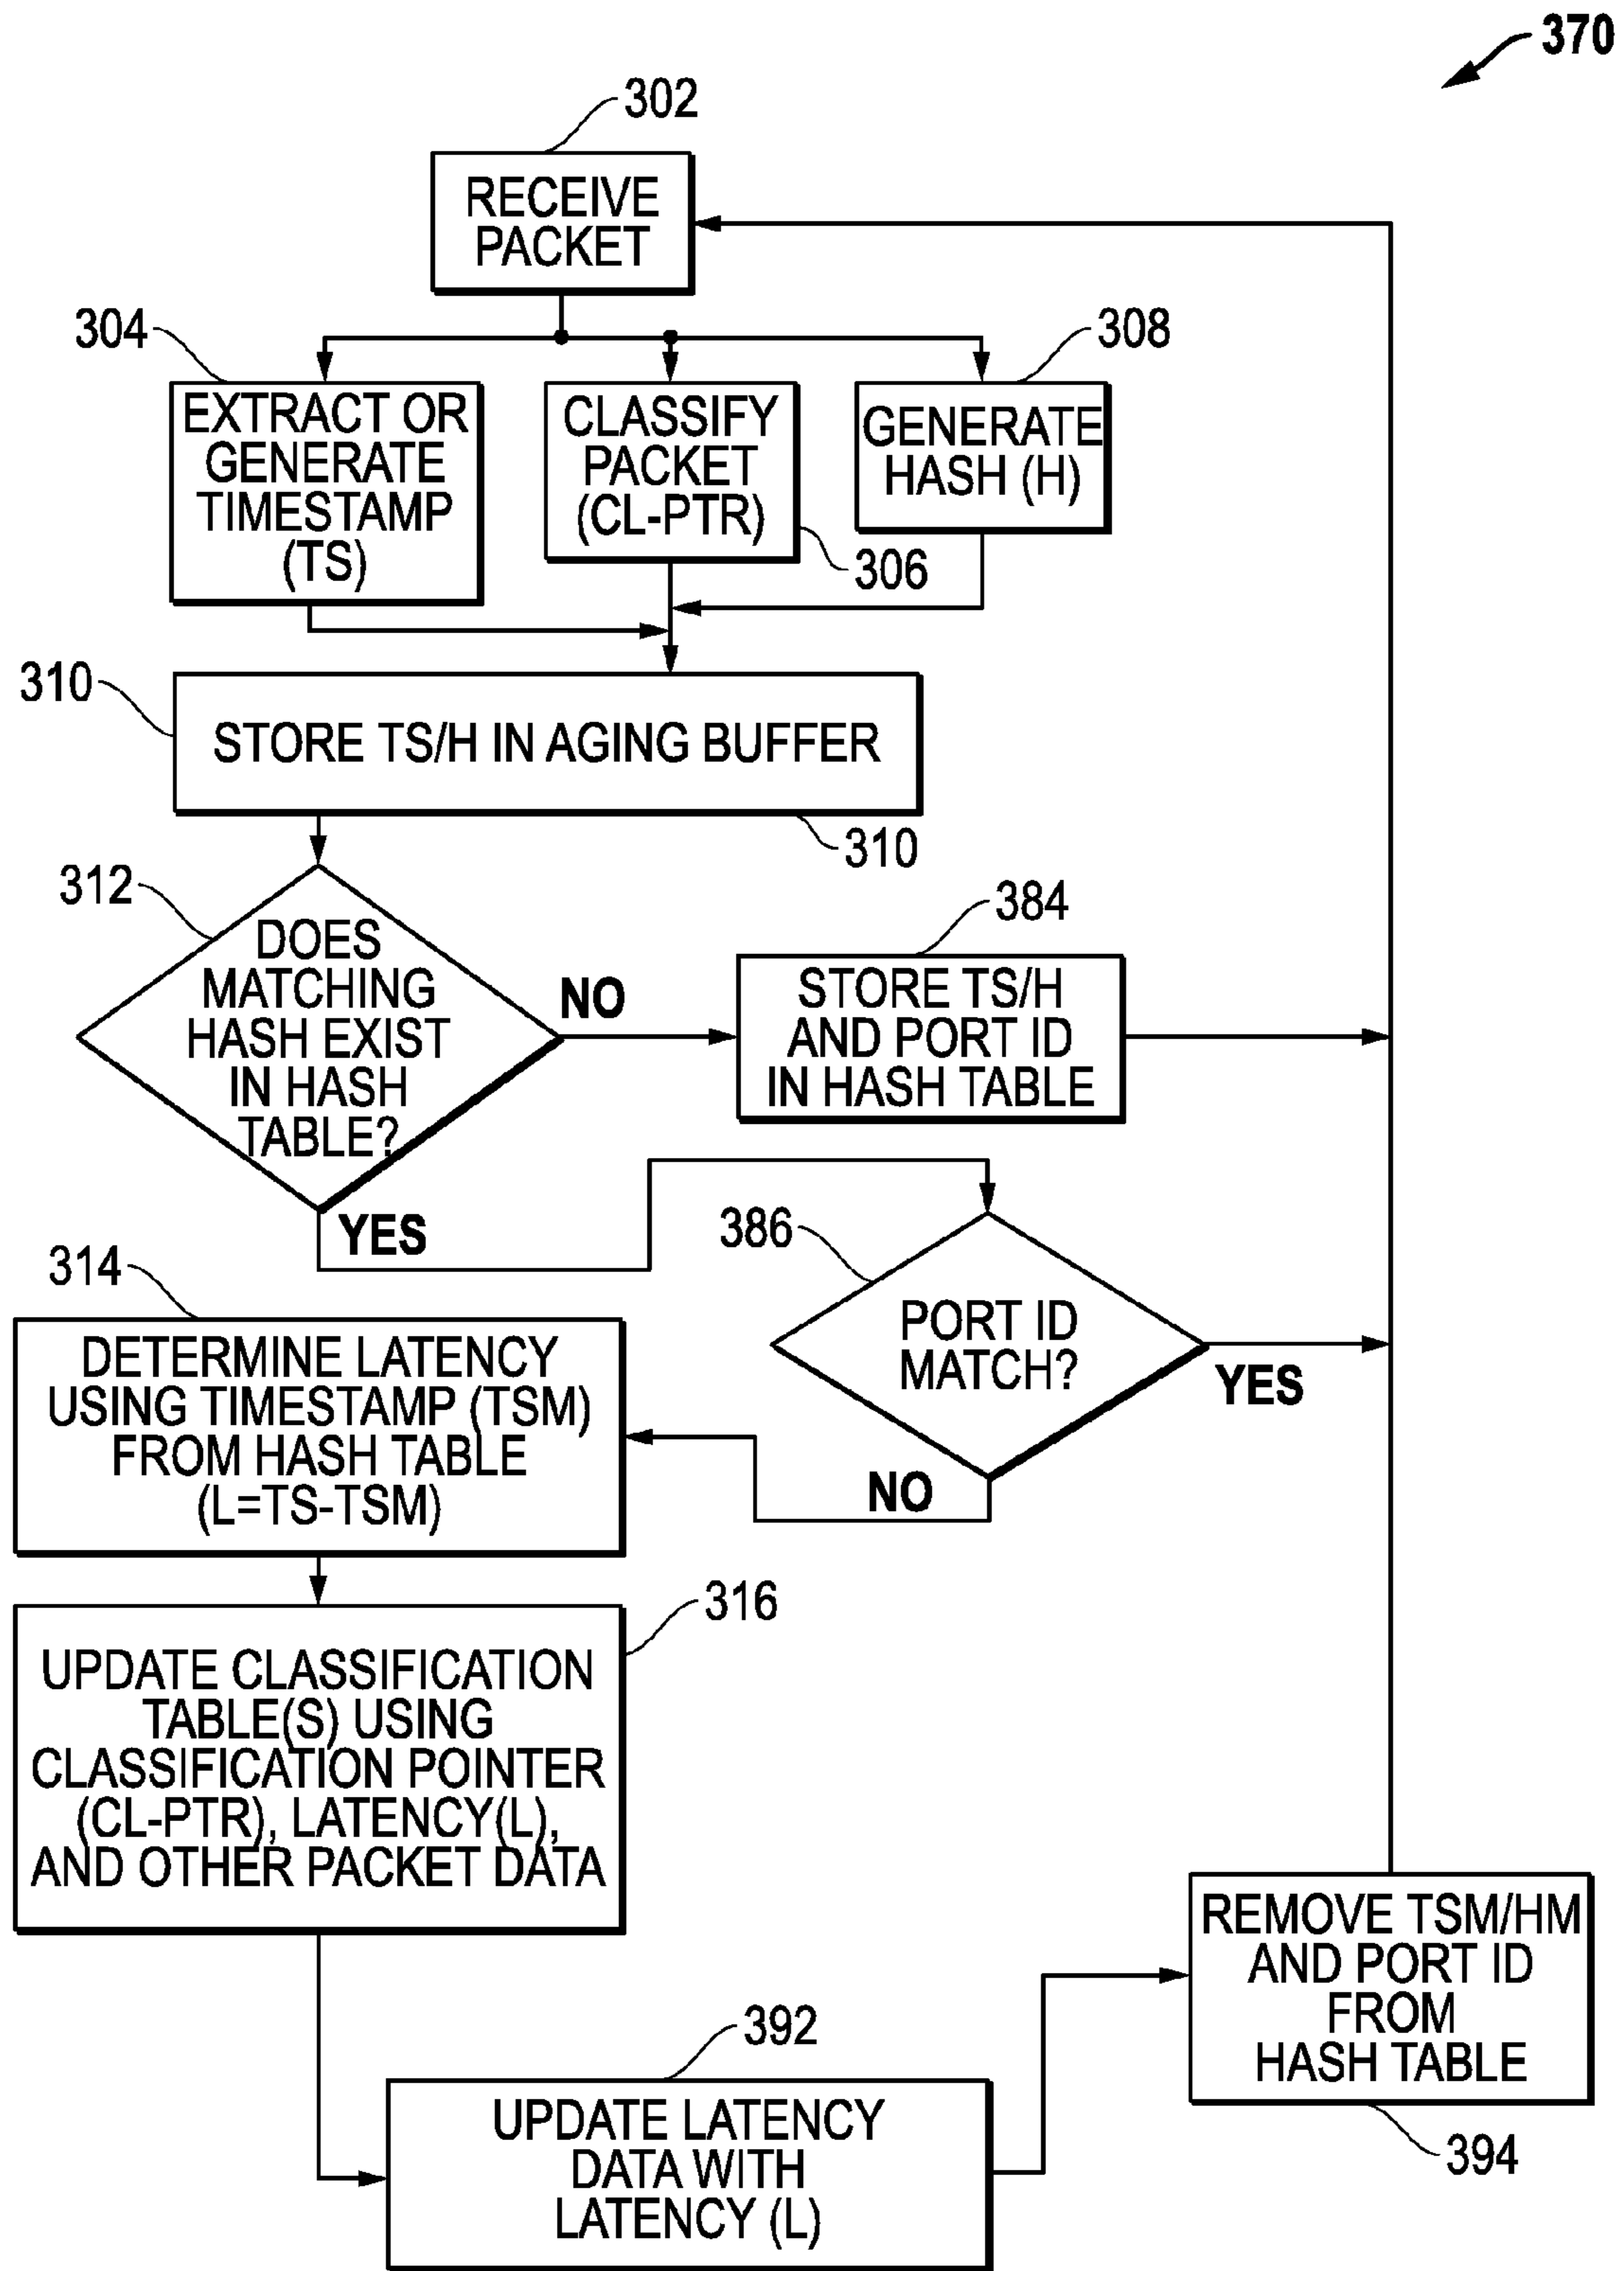 370
302
RECEIVE
PACKET
304
308
EXTRACT OR
GENERATE
TIMESTAMP
(TS)
CLASSIFY
PACKET
(CL-PTR)
GENERATE
HASH (H)
306
310
STORE TS/H IN AGING BUFFER
310
312
DOES
MATCHING
HASH EXIST
IN HASH
TABLE?
NO
384
STORE TS/H
AND PORT ID
IN HASH TABLE
YES
386
PORT ID
MATCH?
YES
NO
314
DETERMINE LATENCY
USING TIMESTAMP (TSM)
FROM HASH TABLE
(L=TS-TSM)
316
UPDATE CLASSIFICATION
TABLE(S) USING
CLASSIFICATION POINTER
(CL-PTR), LATENCY(L),
AND OTHER PACKET DATA
392
UPDATE LATENCY
DATA WITH
LATENCY (L)
REMOVE TSM/HM
AND PORT ID
FROM
HASH TABLE
394